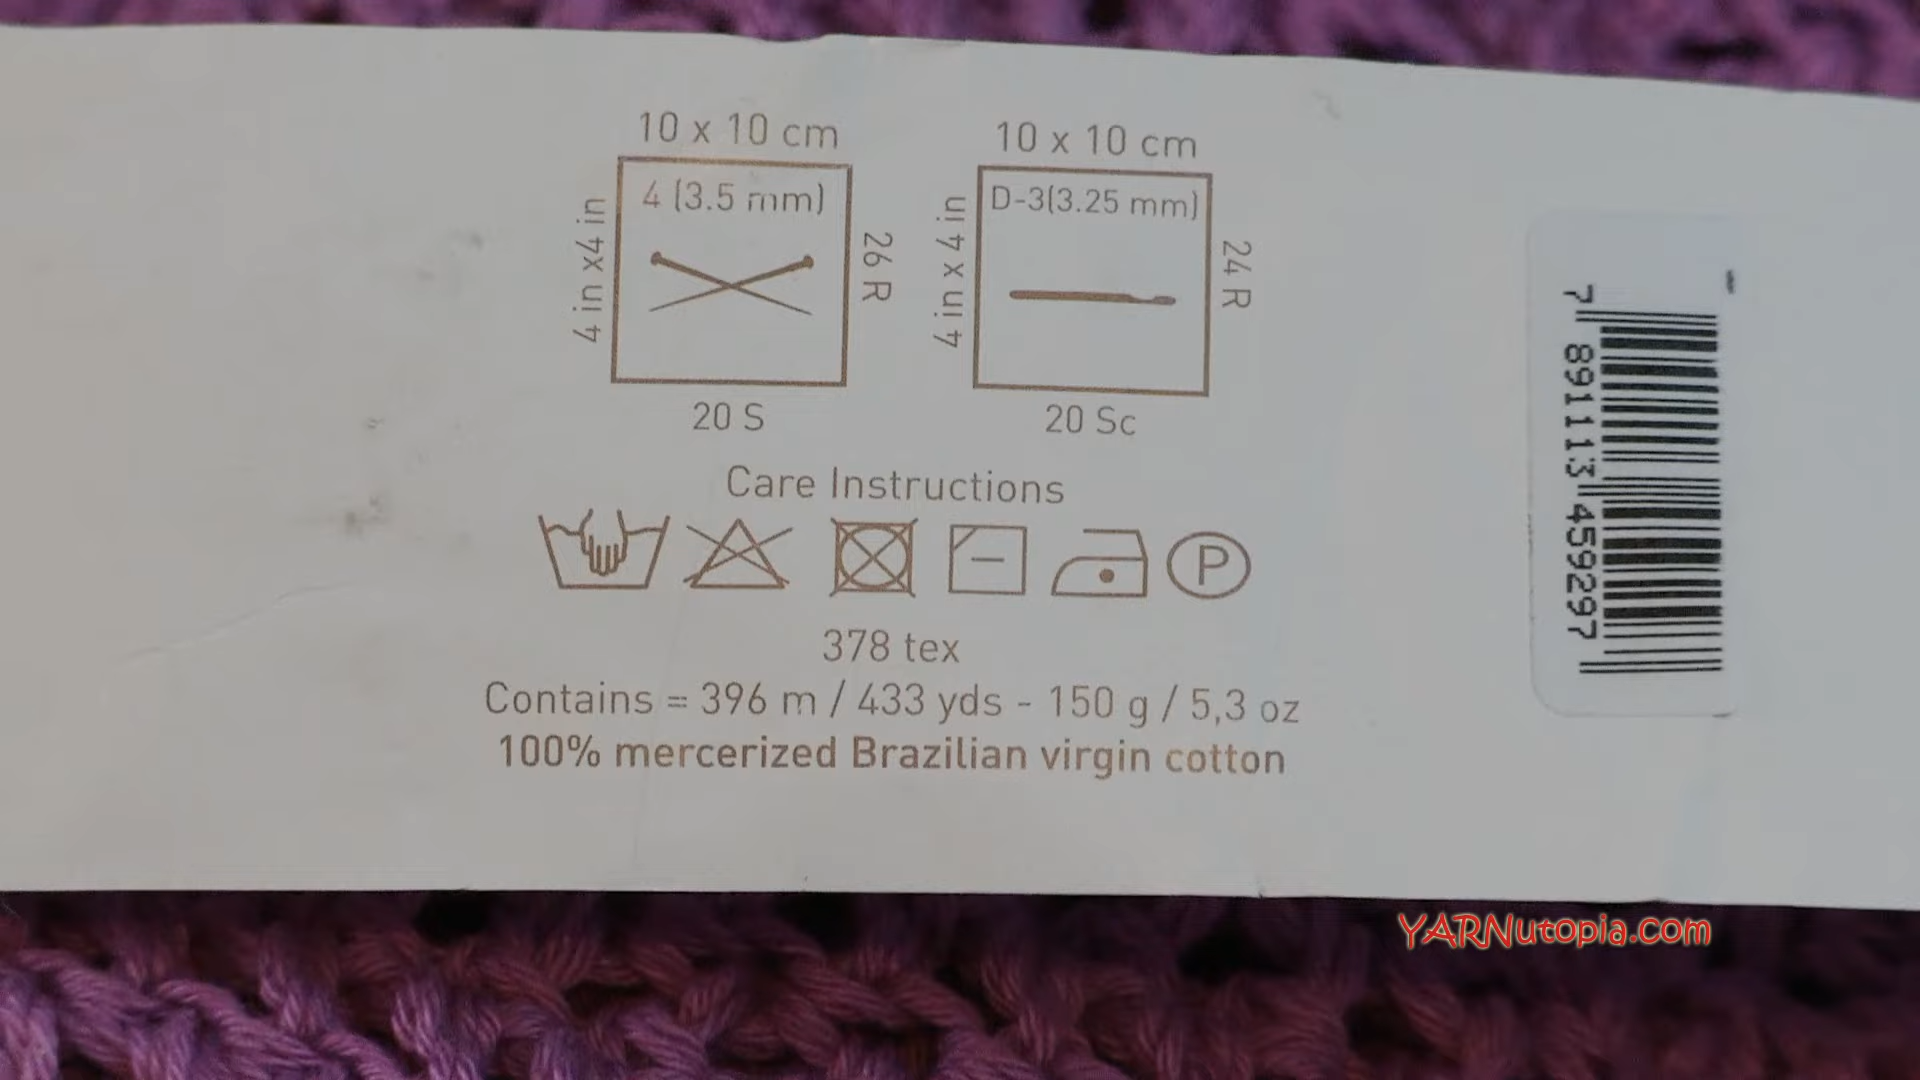 10 x 10 cm
4 (3.5 mm)
4 in x4 in
26 R
20 S
10 x 10 cm
D-3(3.25 mm)
4 in x 4 in
24 R
20 Sc
Care Instructions
P
378 tex
Contains = 396 m / 433 yds - 150 g / 5,3 oz
100% mercerized Brazilian virgin cotton
7 891113 459297
YARNutopia.com